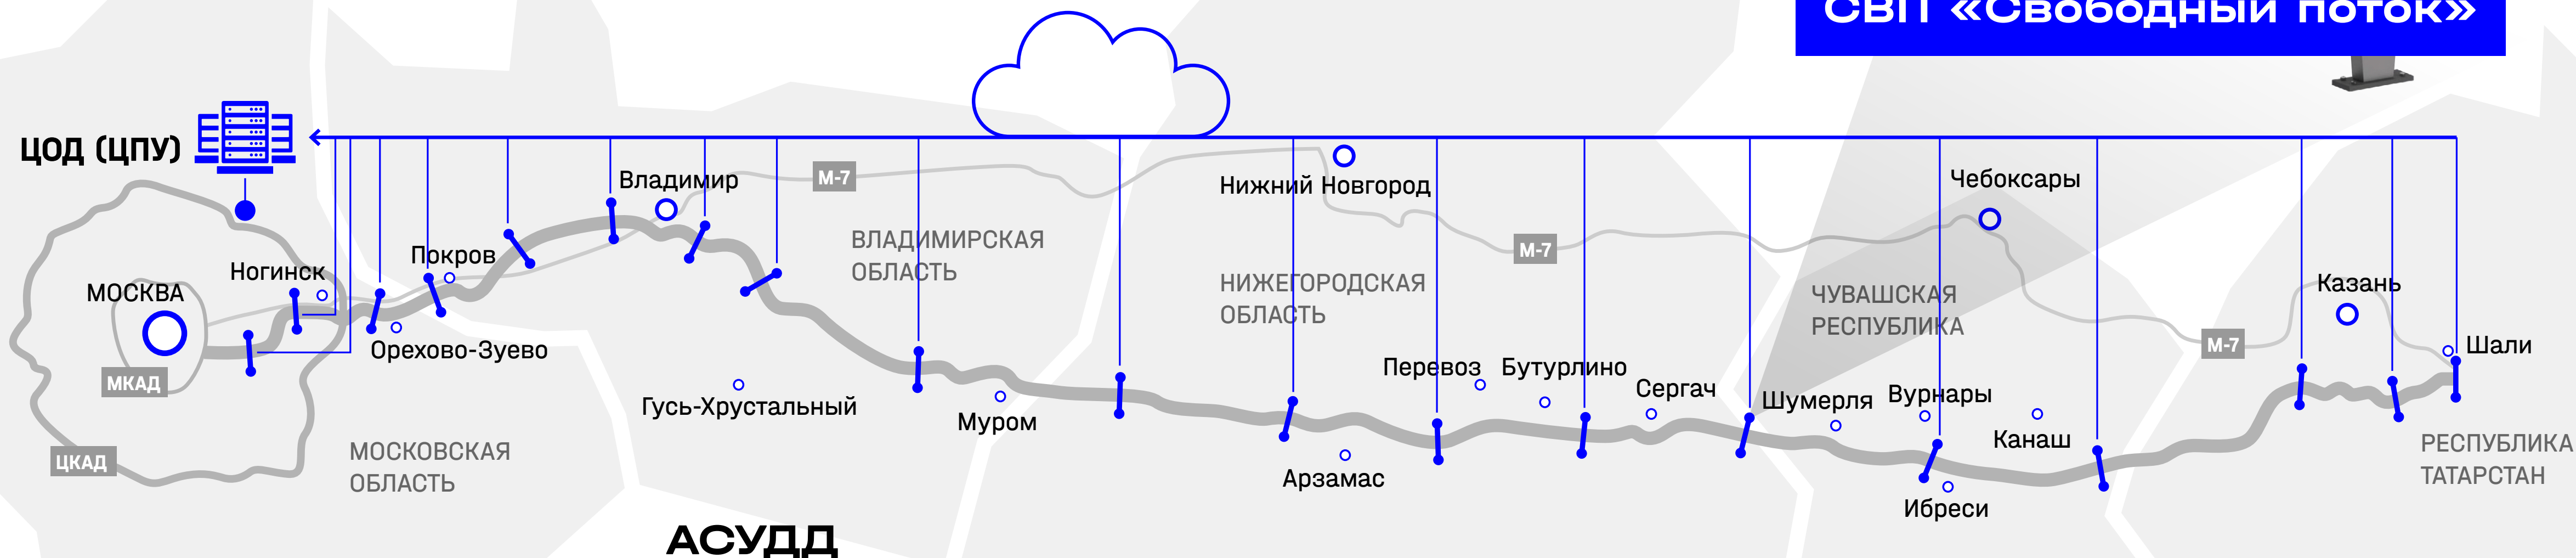 СВП «Свободный поток»
ЦОД (ЦПУ)
Владимир
М-7
Нижний Новгород
Чебоксары
ВЛАДИМИРСКАЯ
ОБЛАСТЬ
М-7
Покров
Ногинск
МОСКВА
НИЖЕГОРОДСКАЯ
ОБЛАСТЬ
ЧУВАШСКАЯ
РЕСПУБЛИКА
Казань
М-7
Шали
Орехово-Зуево
МКАД
Перевоз
Бутурлино
Сергач
Шумерля
Вурнары
Гусь-Хрустальный
Муром
Канаш
ЦКАД
МОСКОВСКАЯ
ОБЛАСТЬ
Арзамас
РЕСПУБЛИКА
ТАТАРСТАН
Ибреси
АСУДД